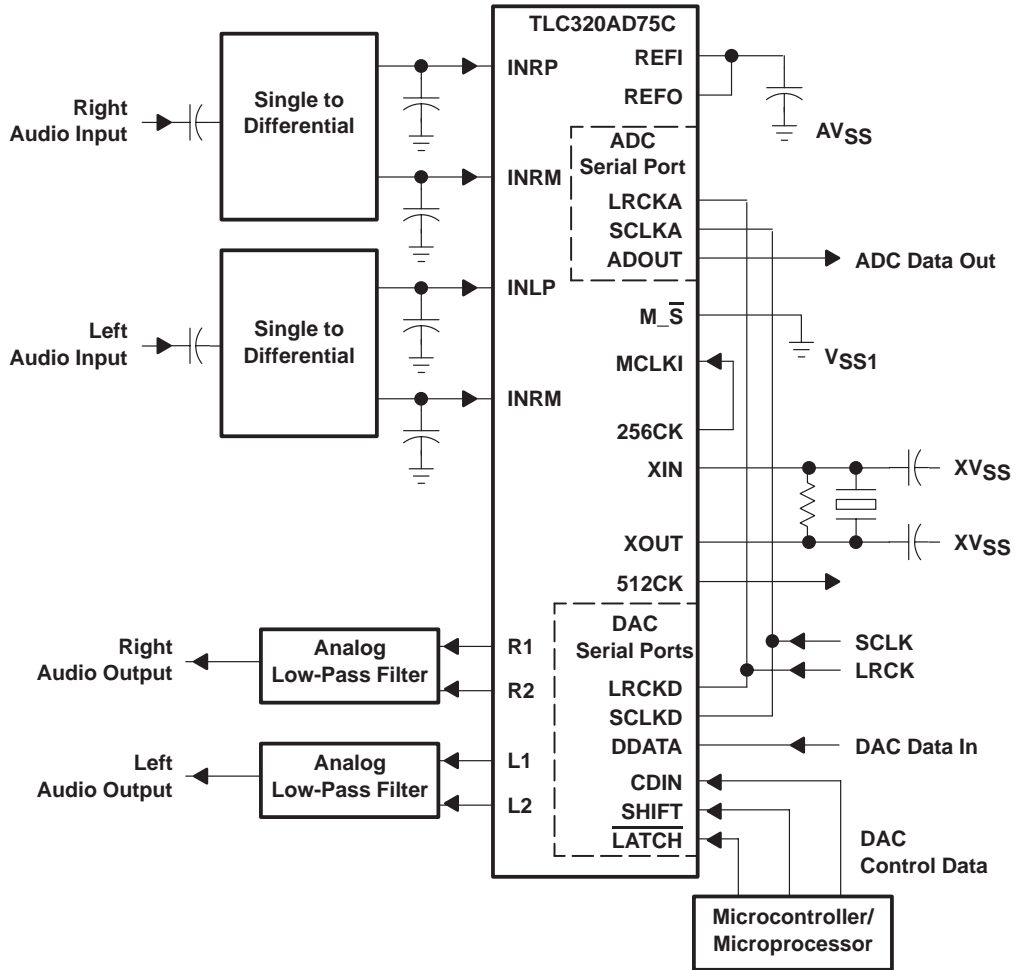 TLC320AD75C
Right
Audio Input
Single to
Differential
INRP
INRM
Left
Audio Input
Single to
Differential
INLP
INRM
Right
Audio Output
Analog
Low-Pass Filter
R1
R2
Left
Audio Output
Analog
Low-Pass Filter
L1
L2
REFI
REFO
AVSS
ADC
Serial Port
LRCKA
SCLKA
ADOUT
ADC Data Out
M_S̅
VSS1
MCLKI
256CK
XIN
XVSS
XOUT
XVSS
512CK
DAC
Serial Ports
SCLK
LRCK
LRCKD
SCLKD
DDATA
DAC Data In
CDIN
SHIFT
L̅A̅T̅C̅H̅
DAC
Control Data
Microcontroller/
Microprocessor